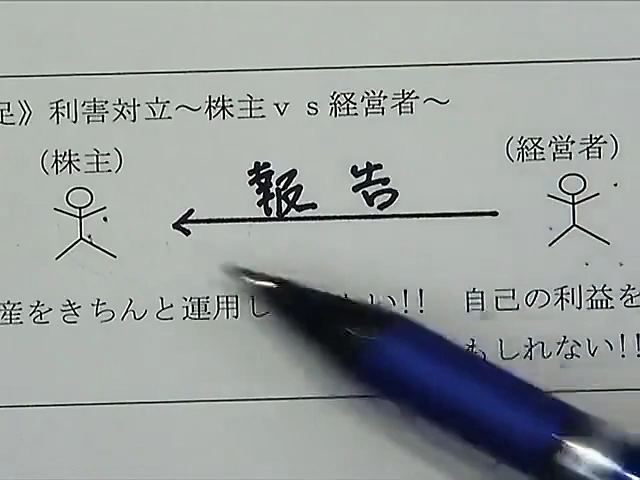 足》利害対立～株主ｖｓ経営者～
(株主)
報告
(経営者)
産をきちんと運用し
い!!
自己の利益を
もしれない!!